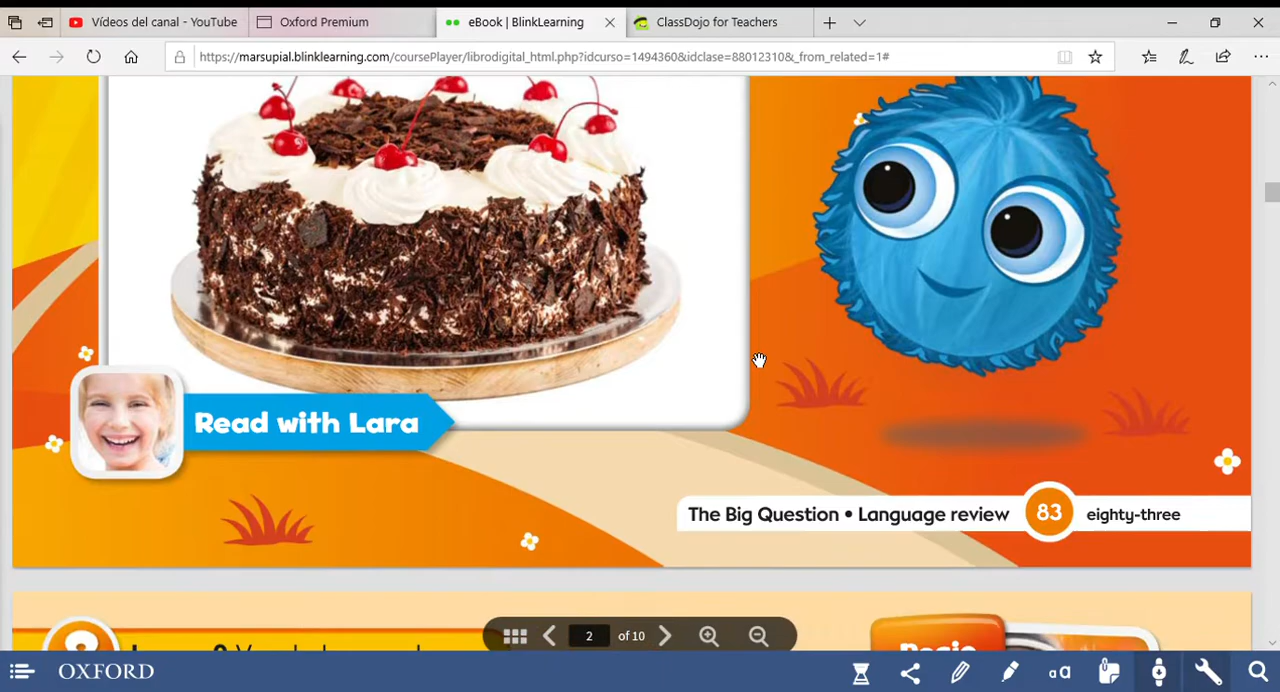 Vídeos del canal - YouTube
Oxford Premium
eBook | BlinkLearning
ClassDojo for Teachers
https://marsupial.blinklearning.com/coursePlayer/librodigital_html.php?idcurso=1494360&idclase=88012310&_from_related=1#
Read with Lara
The Big Question • Language review 83 eighty-three
2 of 10
OXFORD
aa